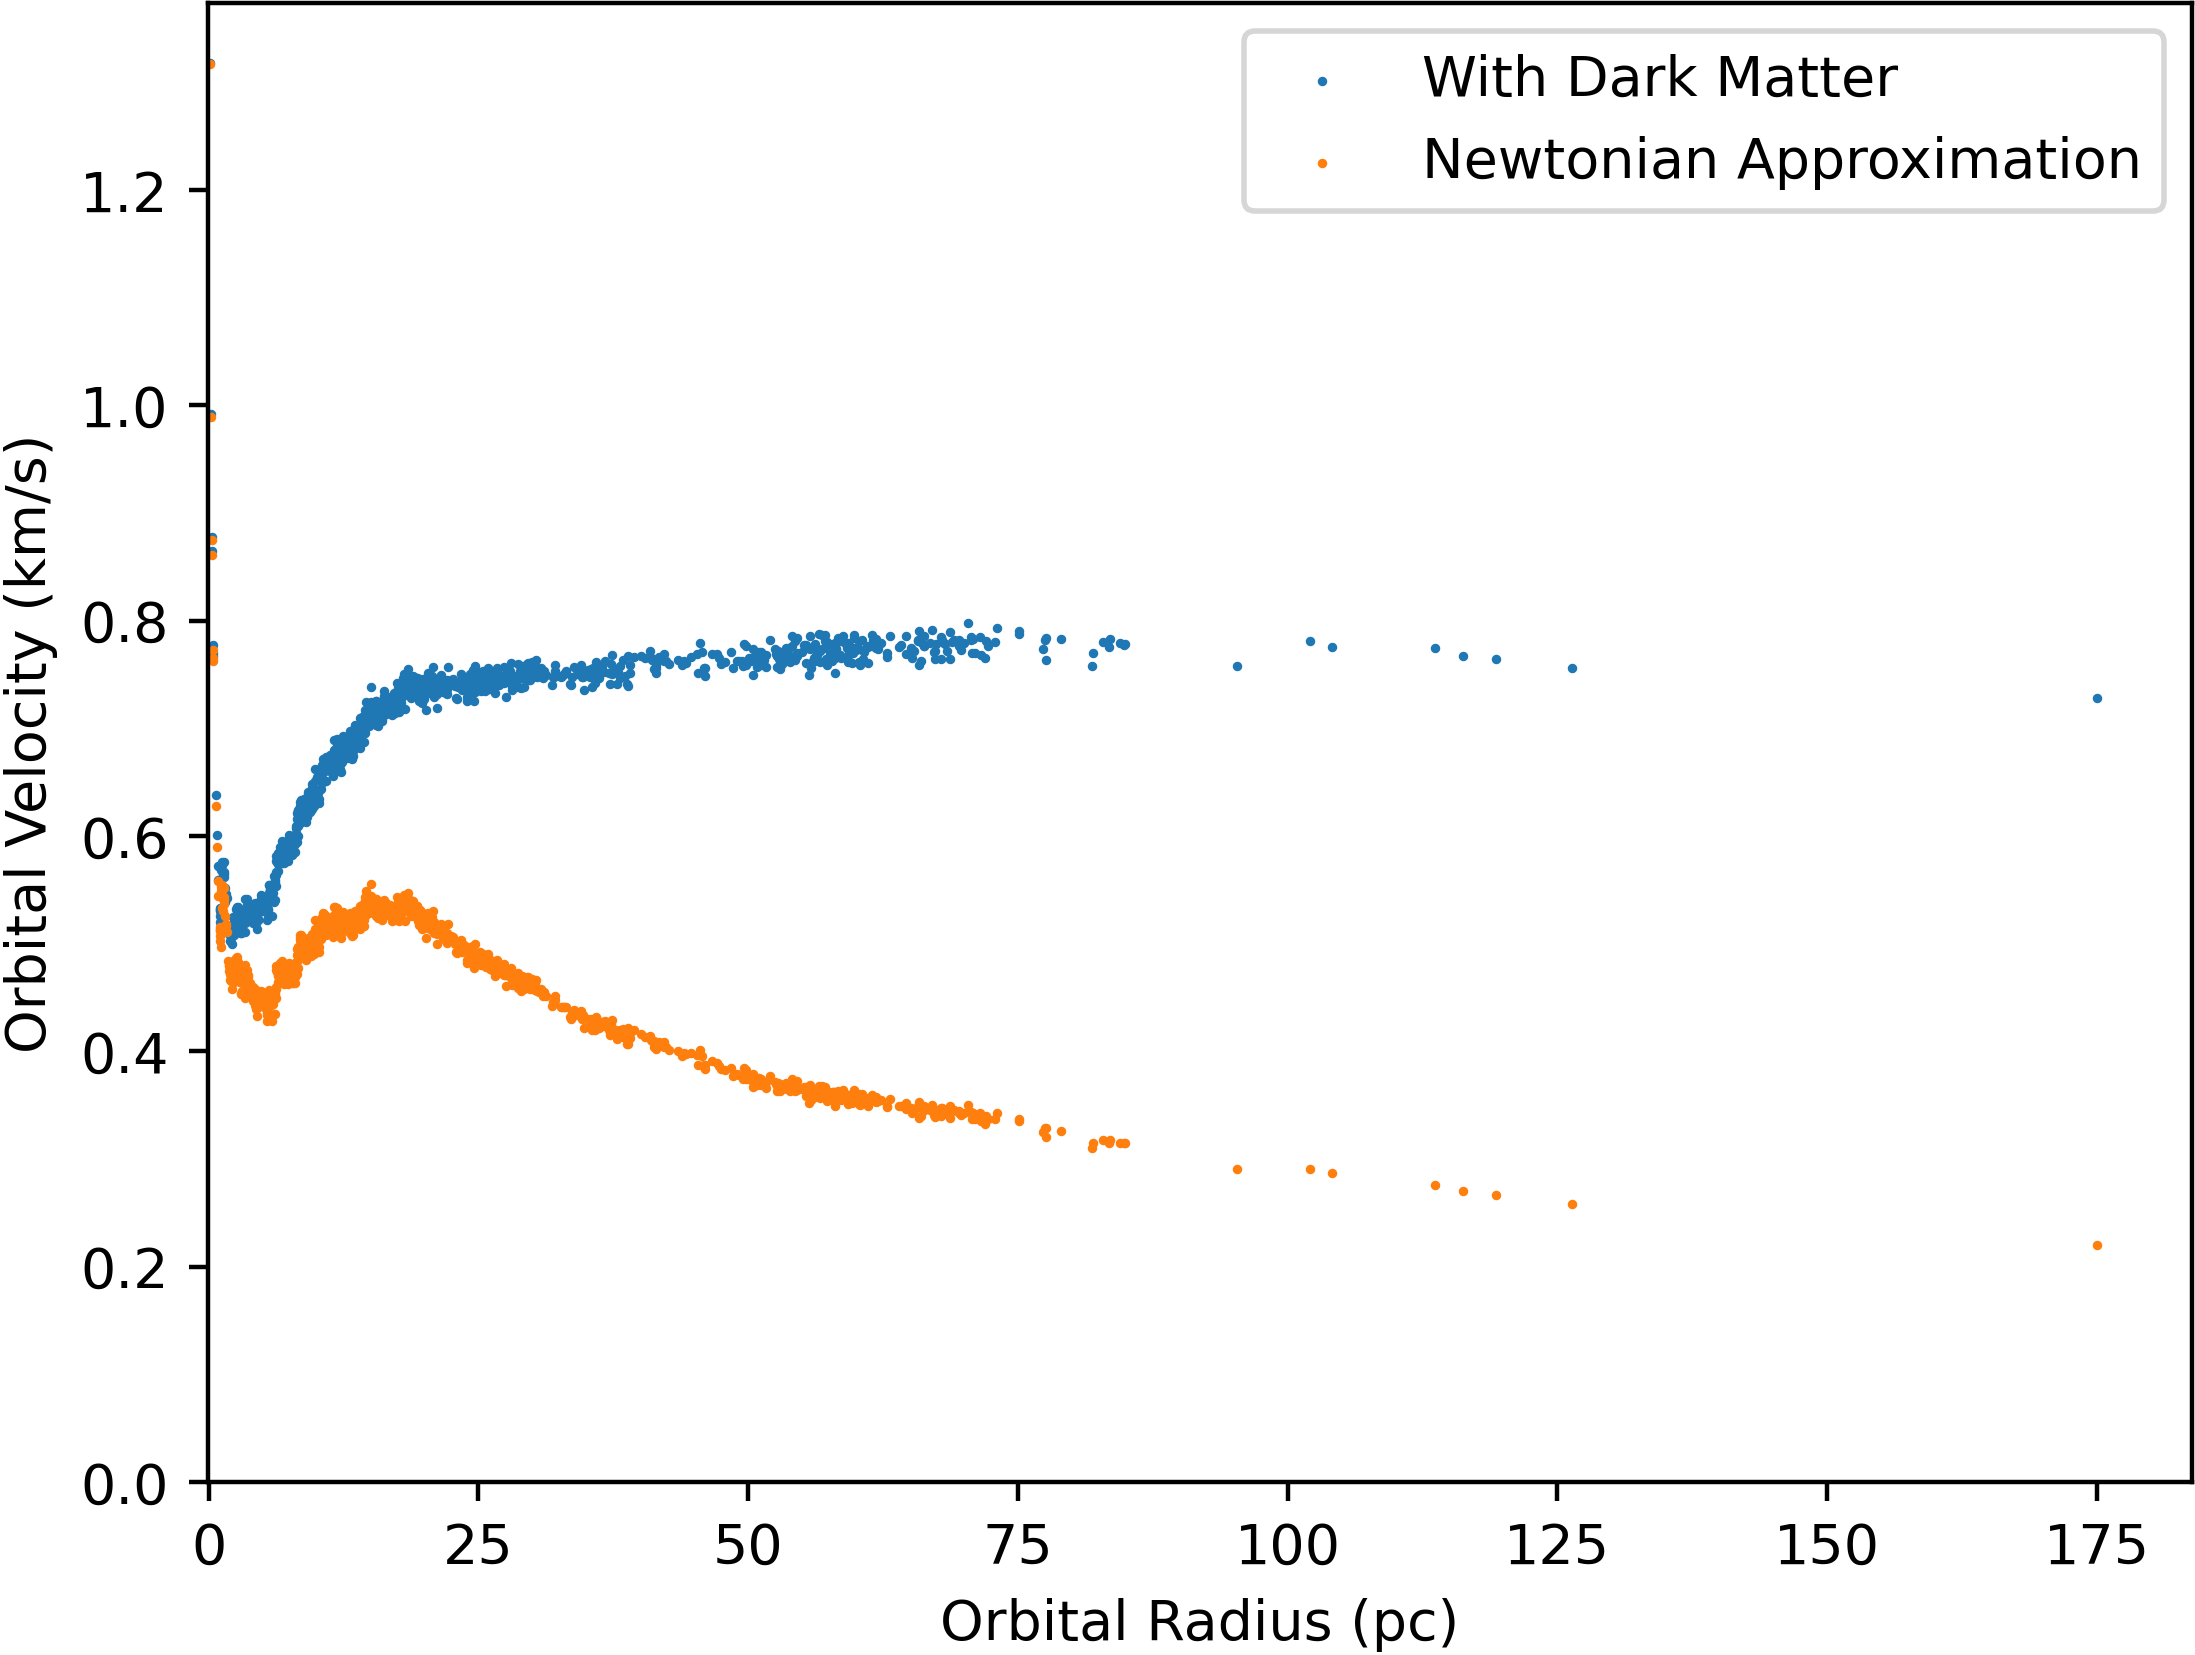 With Dark Matter
Newtonian Approximation
Orbital Velocity (km/s)
1.2
1.0
0.8
0.6
0.4
0.2
0.0
0 25 50 75 100 125 150 175
Orbital Radius (pc)